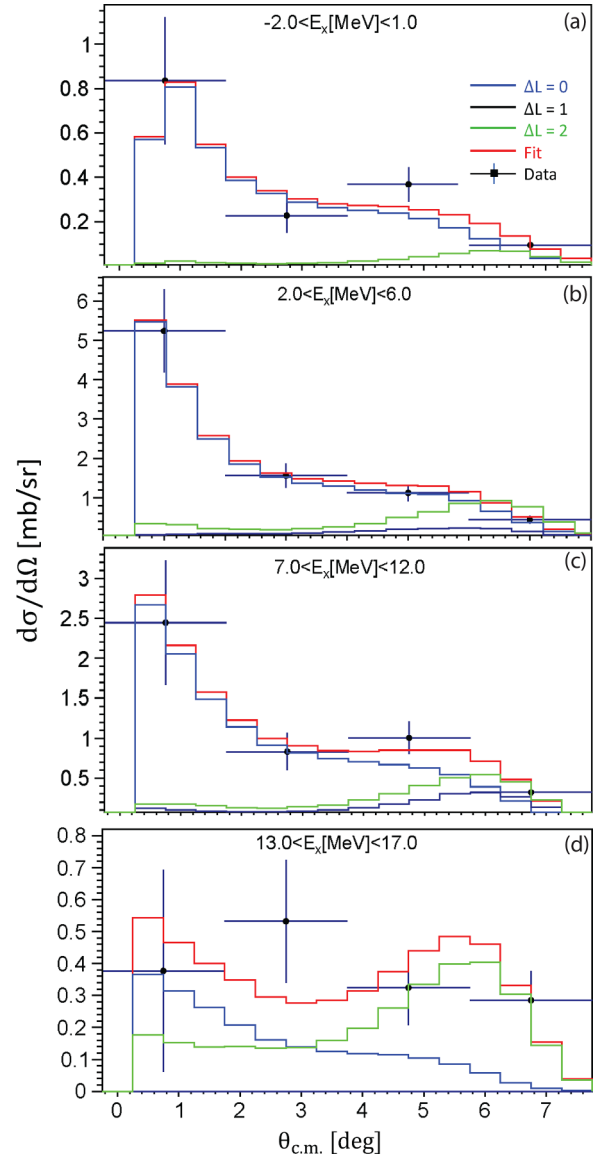 -2.0<Eₓ[MeV]<1.0
(a)
1
0.8
0.6
0.4
0.2
ΔL = 0
ΔL = 1
ΔL = 2
Fit
Data
2.0<Eₓ[MeV]<6.0
(b)
6
5
4
3
2
1
dσ/dΩ [mb/sr]
7.0<Eₓ[MeV]<12.0
(c)
3
2.5
2
1.5
1
0.5
13.0<Eₓ[MeV]<17.0
(d)
0.8
0.7
0.6
0.5
0.4
0.3
0.2
0.1
0
0 1 2 3 4 5 6 7
θc.m. [deg]